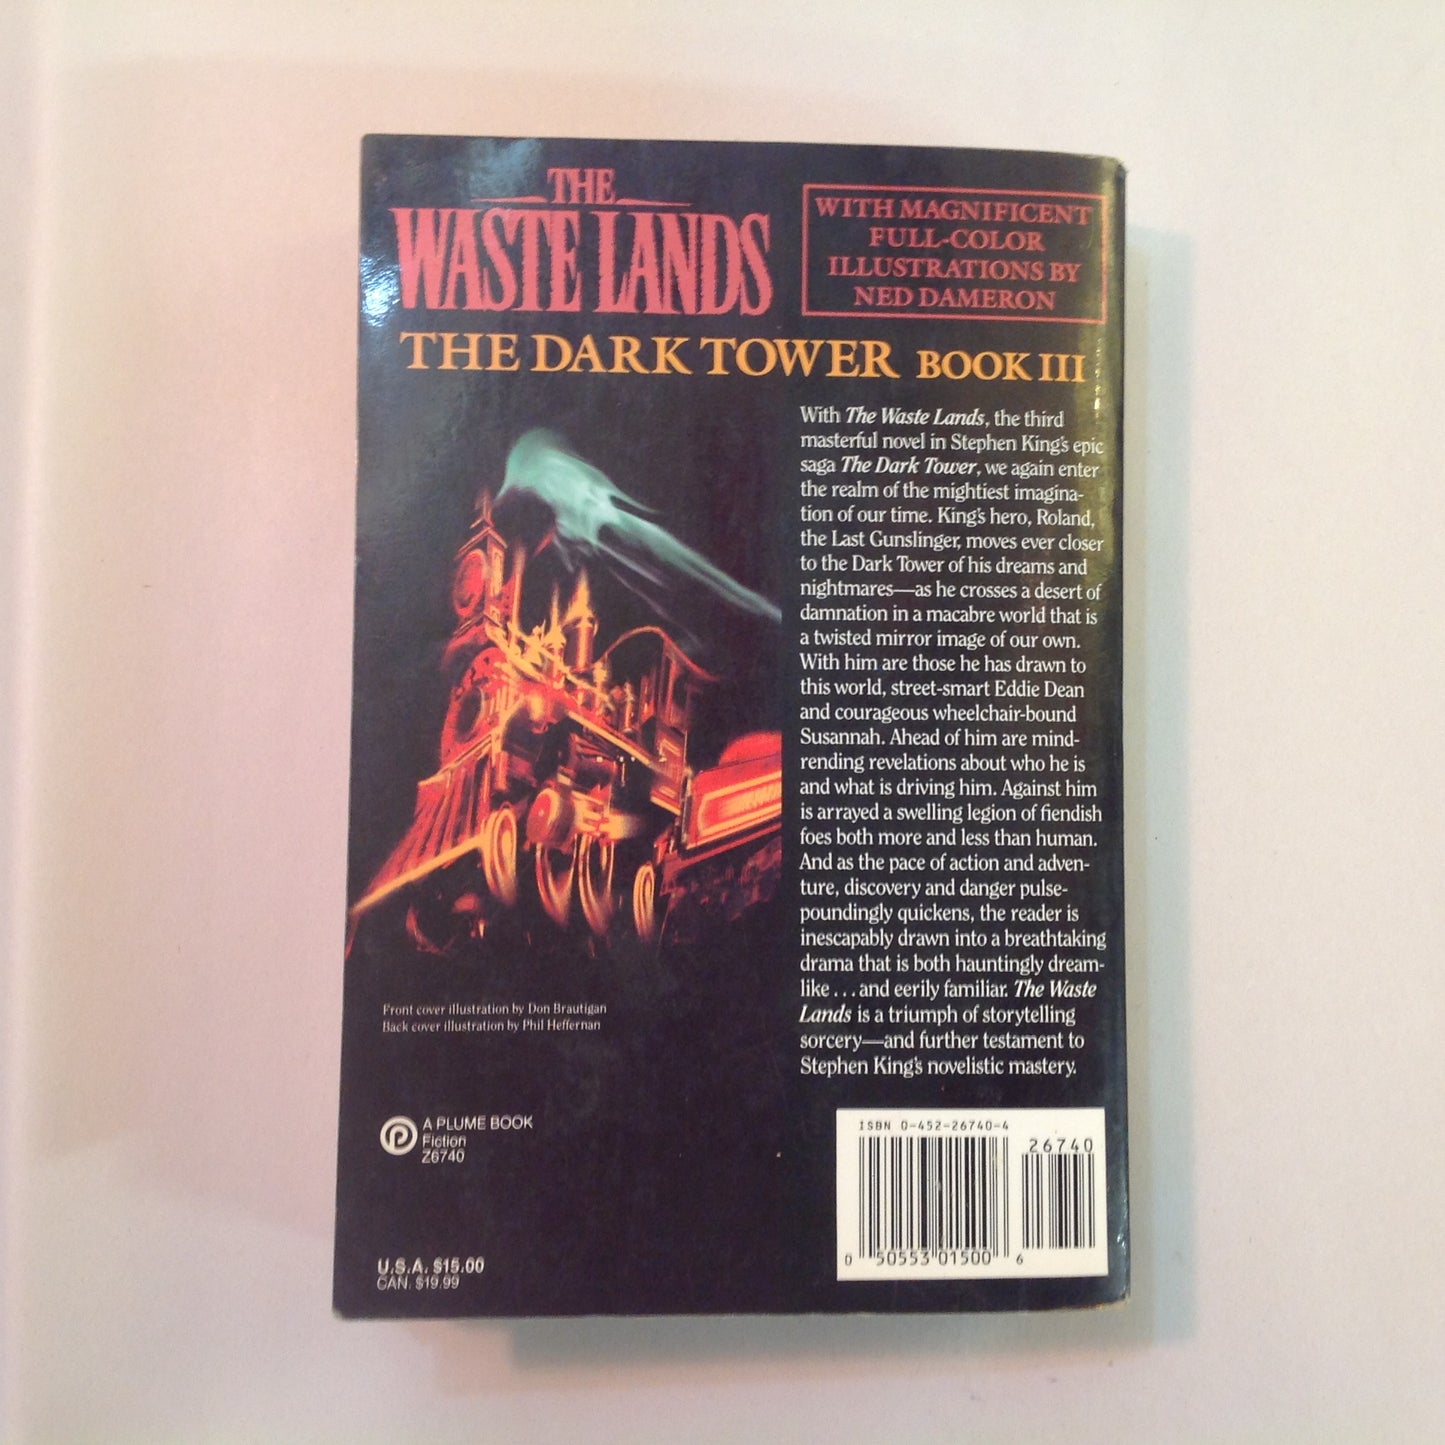 THE
WASTE LANDS
WITH MAGNIFICENT
FULL-COLOR
ILLUSTRATIONS BY
NED DAMERON
THE DARK TOWER BOOK III
With The Waste Lands, the third
masterful novel in Stephen King's epic
saga The Dark Tower, we again enter
the realm of the mightiest imagina-
tion of our time. King's hero, Roland,
the Last Gunslinger, moves ever closer
to the Dark Tower of his dreams and
nightmares—as he crosses a desert of
damnation in a macabre world that is
a twisted mirror image of our own.
With him are those he has drawn to
this world, street-smart Eddie Dean
and courageous wheelchair-bound
Susannah. Ahead of him are mind-
rending revelations about who he is
and what is driving him. Against him
is arrayed a swelling legion of fiendish
foes both more and less than human.
And as the pace of action and adven-
ture, discovery and danger pulse-
poundingly quickens, the reader is
inescapably drawn into a breathtaking
drama that is both hauntingly dream-
like . . . and eerily familiar. The Waste
Lands is a triumph of storytelling
sorcery—and further testament to
Stephen King's novelistic mastery.
Front cover illustration by Don Brautigan
Back cover illustration by Phil Heffernan
A PLUME BOOK
Fiction
Z6740
U.S.A. $15.00
CAN. $19.99
ISBN 0-452-26740-4
26740
0 50553 01500 6